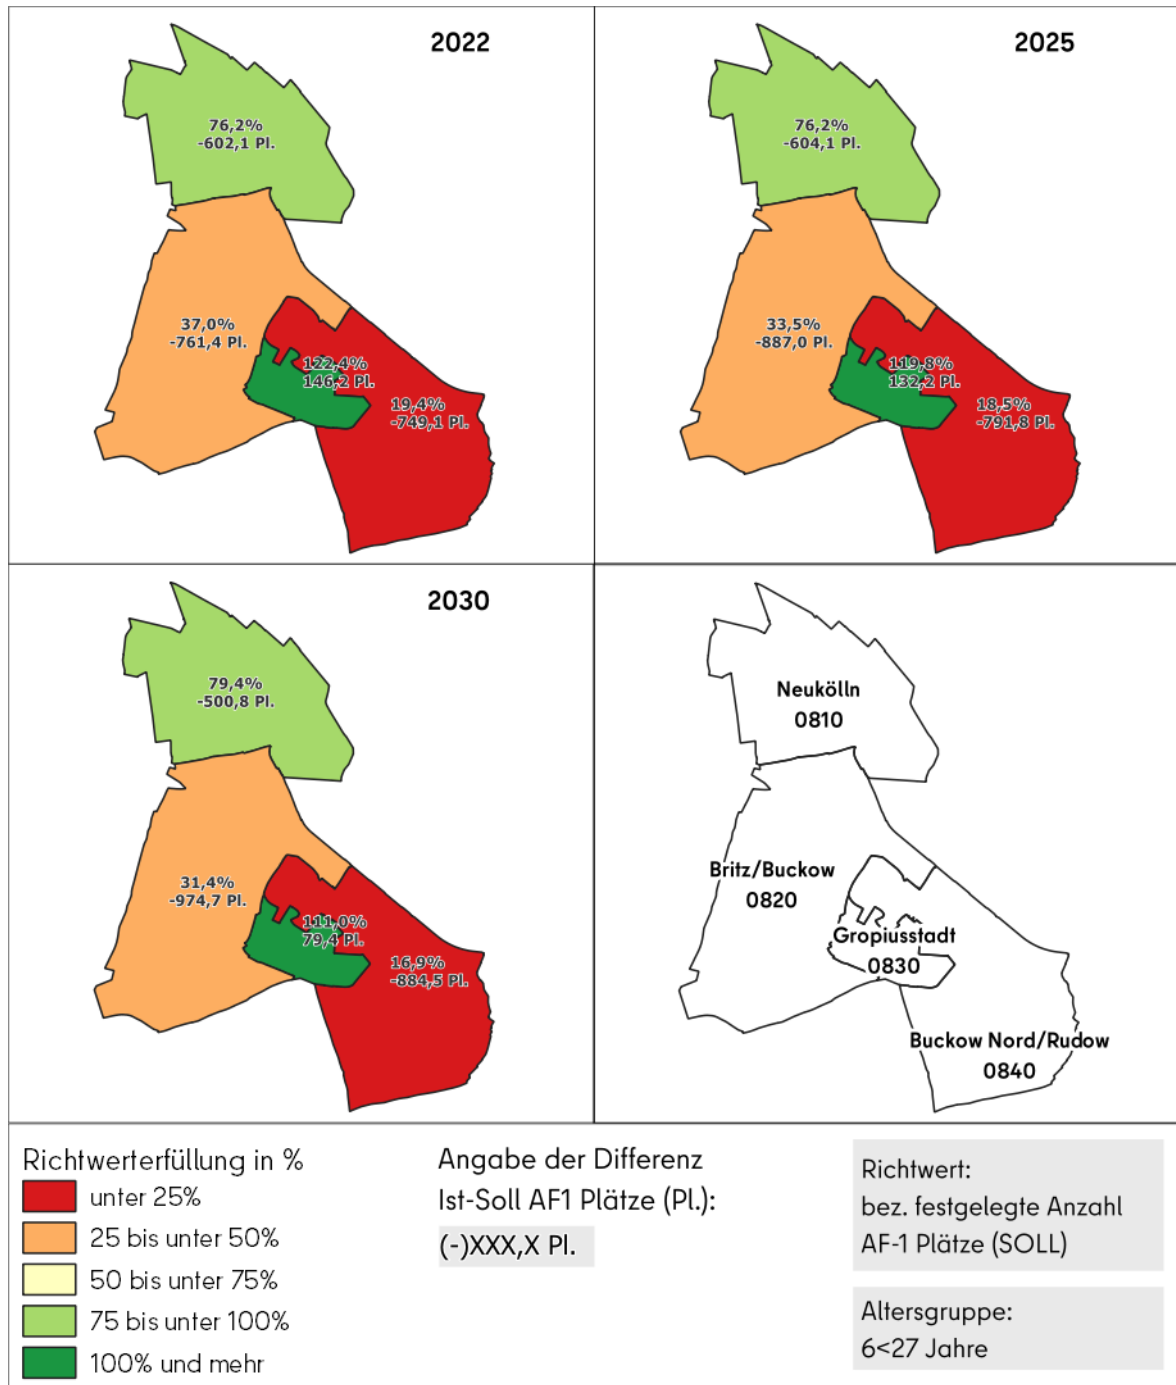 2022
76,2%
-602,1 Pl.
37,0%
-761,4 Pl.
122,4%
146,2 Pl.
19,4%
-749,1 Pl.
2025
76,2%
-604,1 Pl.
33,5%
-887,0 Pl.
119,8%
132,2 Pl.
18,5%
-791,8 Pl.
2030
79,4%
-500,8 Pl.
31,4%
-974,7 Pl.
111,0%
79,4 Pl.
16,9%
-884,5 Pl.
Neukölln
0810
Britz/Buckow
0820
Gropiusstadt
0830
Buckow Nord/Rudow
0840
Richtwerterfüllung in %
unter 25%
25 bis unter 50%
50 bis unter 75%
75 bis unter 100%
100% und mehr
Angabe der Differenz
Ist-Soll AF1 Plätze (Pl.):
(-)XXX,X Pl.
Richtwert:
bez. festgelegte Anzahl
AF-1 Plätze (SOLL)
Altersgruppe:
6<27 Jahre